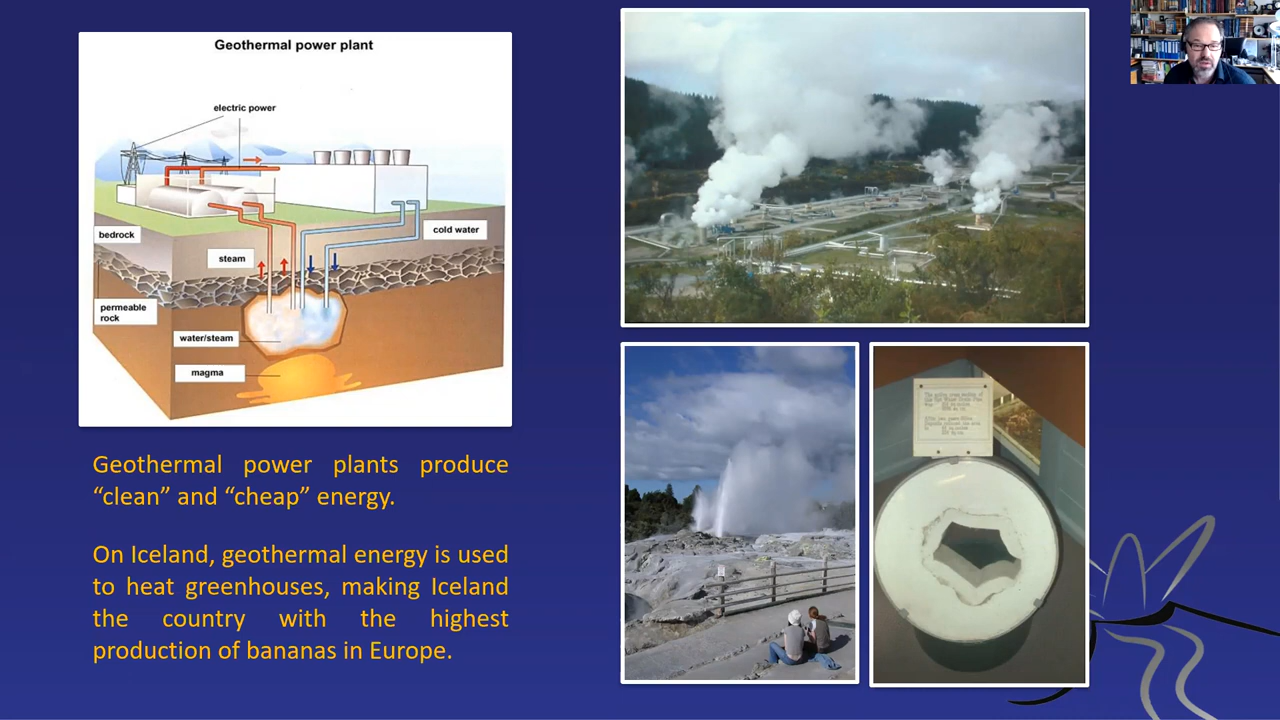 Geothermal power plant
electric power
bedrock
cold water
steam
permeable
rock
water/steam
magma
Geothermal power plants produce
“clean” and “cheap” energy.
On Iceland, geothermal energy is used
to heat greenhouses, making Iceland
the country with the highest
production of bananas in Europe.